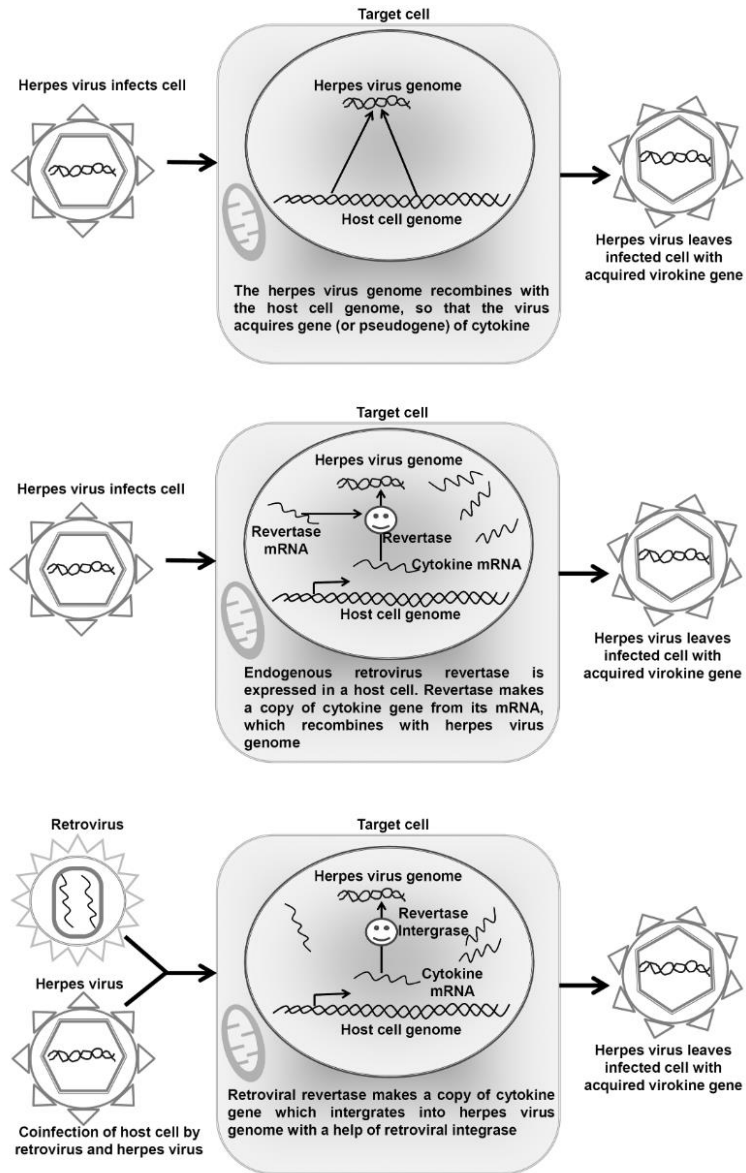 Target cell
Herpes virus infects cell
Herpes virus genome
Host cell genome
Herpes virus leaves
infected cell with
acquired virokine gene
The herpes virus genome recombines with
the host cell genome, so that the virus
acquires gene (or pseudogene) of cytokine
Target cell
Herpes virus infects cell
Herpes virus genome
Revertase
mRNA
Revertase
Cytokine mRNA
Host cell genome
Herpes virus leaves
infected cell with
acquired virokine gene
Endogenous retrovirus revertase is
expressed in a host cell. Revertase makes
a copy of cytokine gene from its mRNA,
which recombines with herpes virus
genome
Retrovirus
Target cell
Herpes virus genome
Revertase
Intergrase
Herpes virus
Cytokine
mRNA
Host cell genome
Herpes virus leaves
infected cell with
acquired virokine gene
Coinfection of host cell by
retrovirus and herpes virus
Retroviral revertase makes a copy of cytokine
gene which intergrates into herpes virus
genome with a help of retroviral integrase